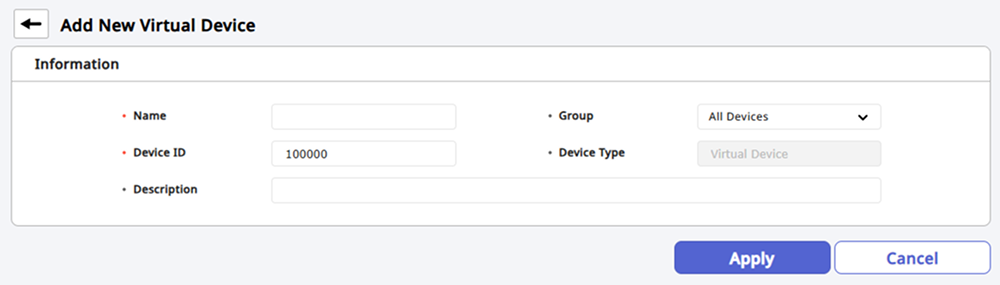 Add New Virtual Device
Information
• Name
• Group All Devices
• Device ID 100000
• Device Type Virtual Device
• Description
Apply Cancel